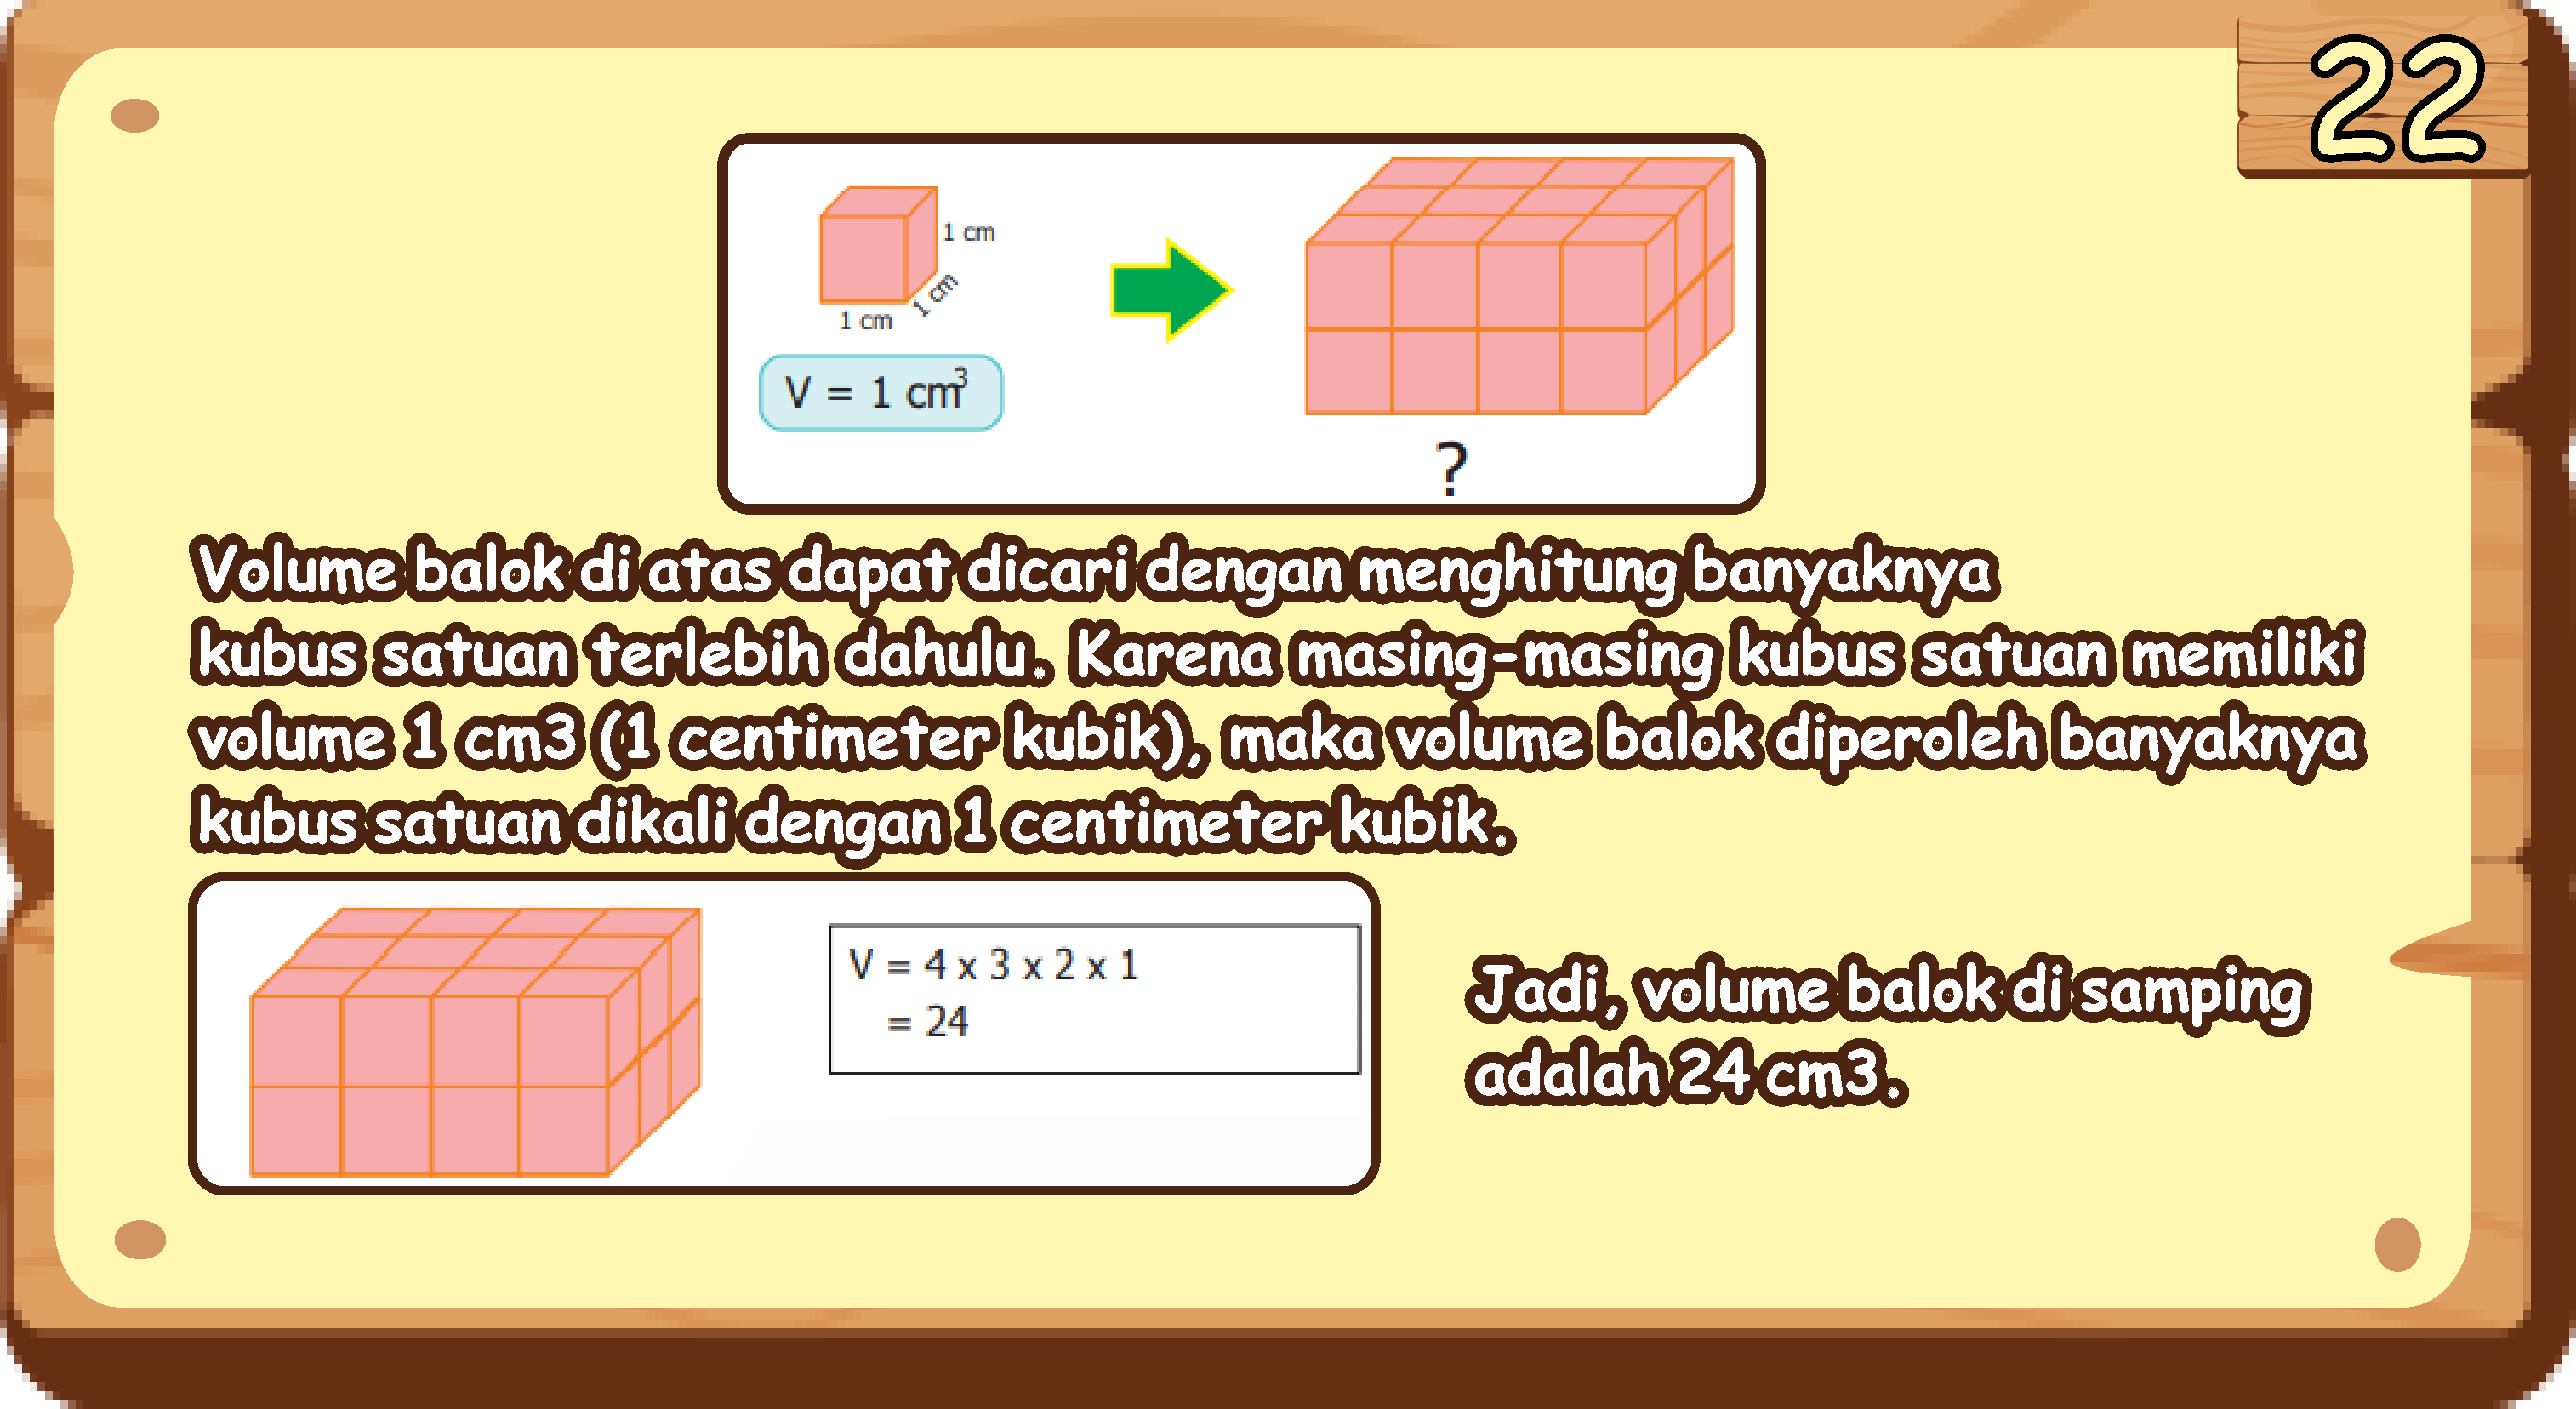 22
1 cm
1 cm
1 cm
V = 1 cm³
?
Volume balok di atas dapat dicari dengan menghitung banyaknya
kubus satuan terlebih dahulu. Karena masing-masing kubus satuan memiliki
volume 1 cm3 (1 centimeter kubik), maka volume balok diperoleh banyaknya
kubus satuan dikali dengan 1 centimeter kubik.
V = 4 x 3 x 2 x 1
= 24
Jadi, volume balok di samping
adalah 24 cm3.